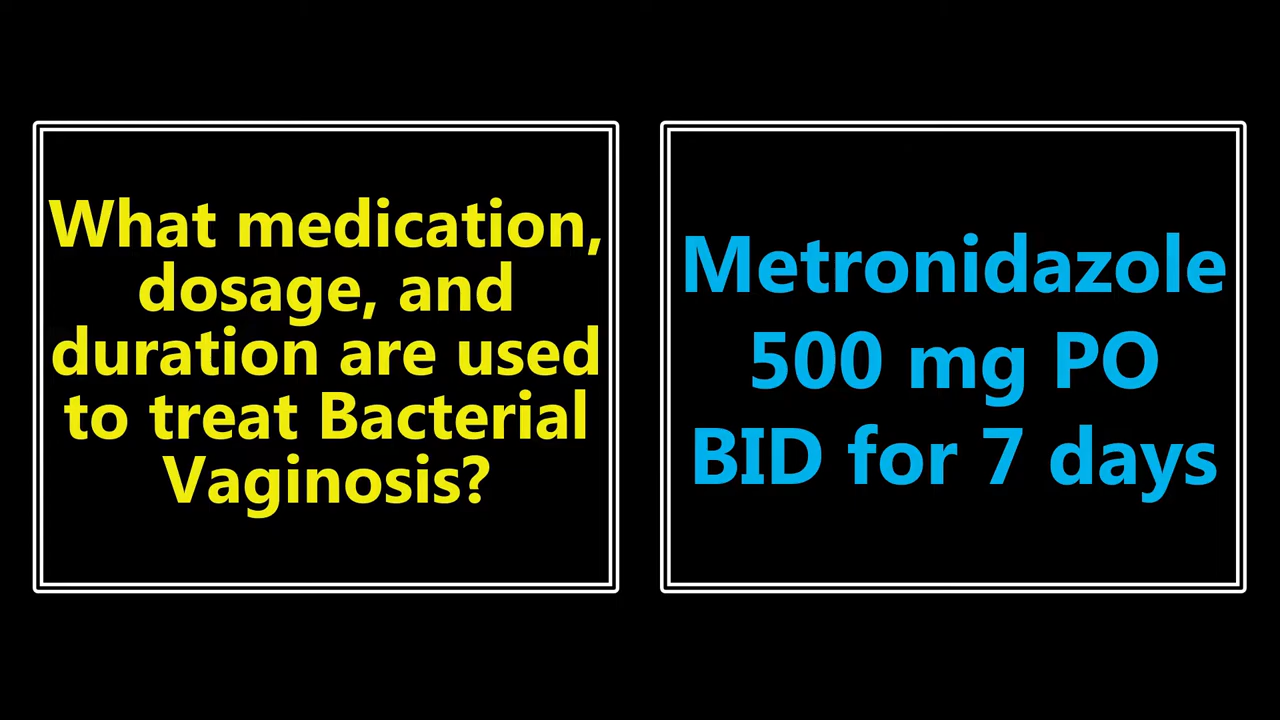 What medication,
dosage, and
duration are used
to treat Bacterial
Vaginosis?
Metronidazole
500 mg PO
BID for 7 days